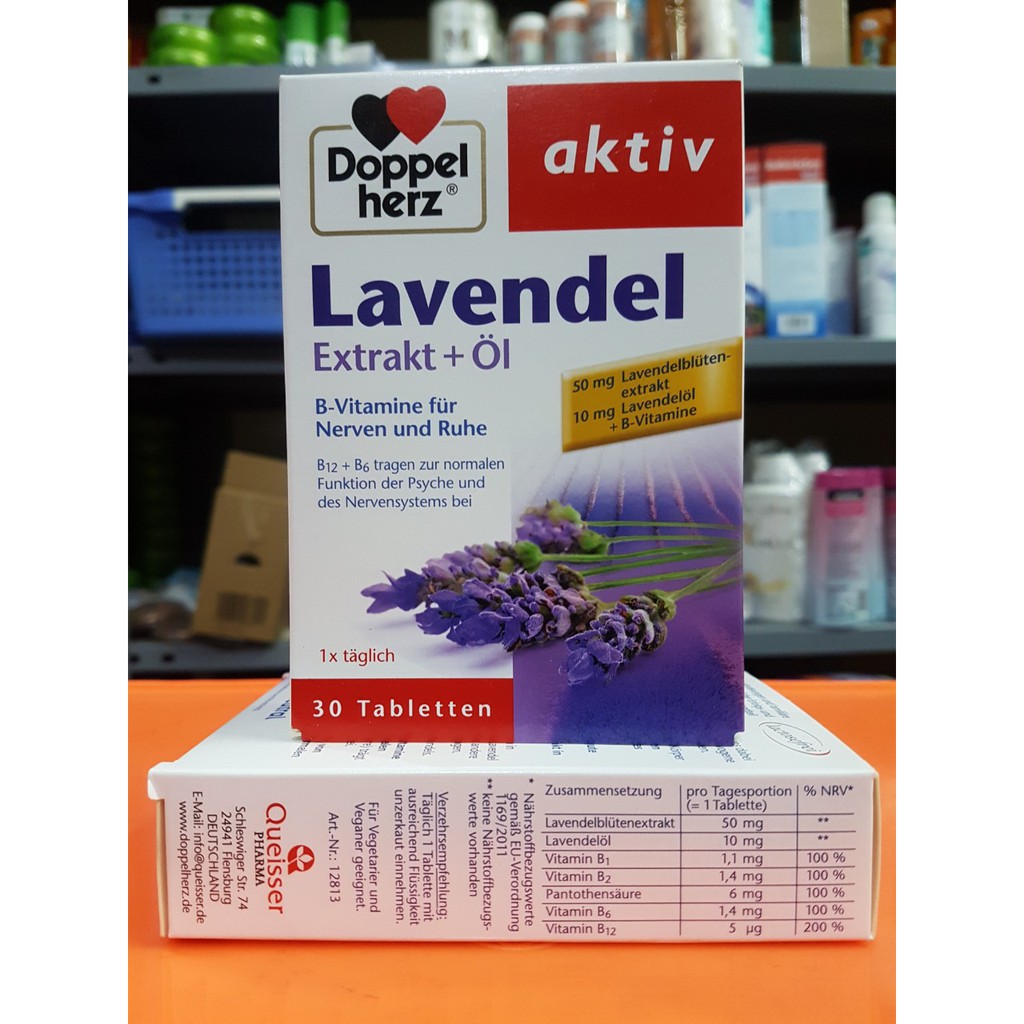 Doppel
herz®
aktiv
Lavendel
Extrakt + Öl
50 mg Lavendelblüten-
extrakt
10 mg Lavendelöl
+ B-Vitamine
B-Vitamine für
Nerven und Ruhe
B12 + B6 tragen zur normalen
Funktion der Psyche und
des Nervensystems bei
1x täglich
30 Tabletten
Queisser
PHARMA
Schleswiger Str. 74
24941 Flensburg
DEUTSCHLAND
E-Mail: info@queisser.de
www.doppelherz.de
Art.-Nr.: 12813
Für Vegetarier und
Veganer geeignet.
Verzehrsempfehlung:
Täglich 1 Tablette mit
ausreichend Flüssigkeit
unzerkaut einnehmen.
* Nährstoffbezugswerte
gemäß EU-Verordnung
1169/2011
** keine Nährstoffbezugs-
werte vorhanden
Zusammensetzung pro Tagesportion % NRV*
(= 1 Tablette)
Lavendelblütenextrakt 50 mg **
Lavendelöl 10 mg **
Vitamin B1 1,1 mg 100 %
Vitamin B2 1,4 mg 100 %
Pantothensäure 6 mg 100 %
Vitamin B6 1,4 mg 100 %
Vitamin B12 5 µg 200 %